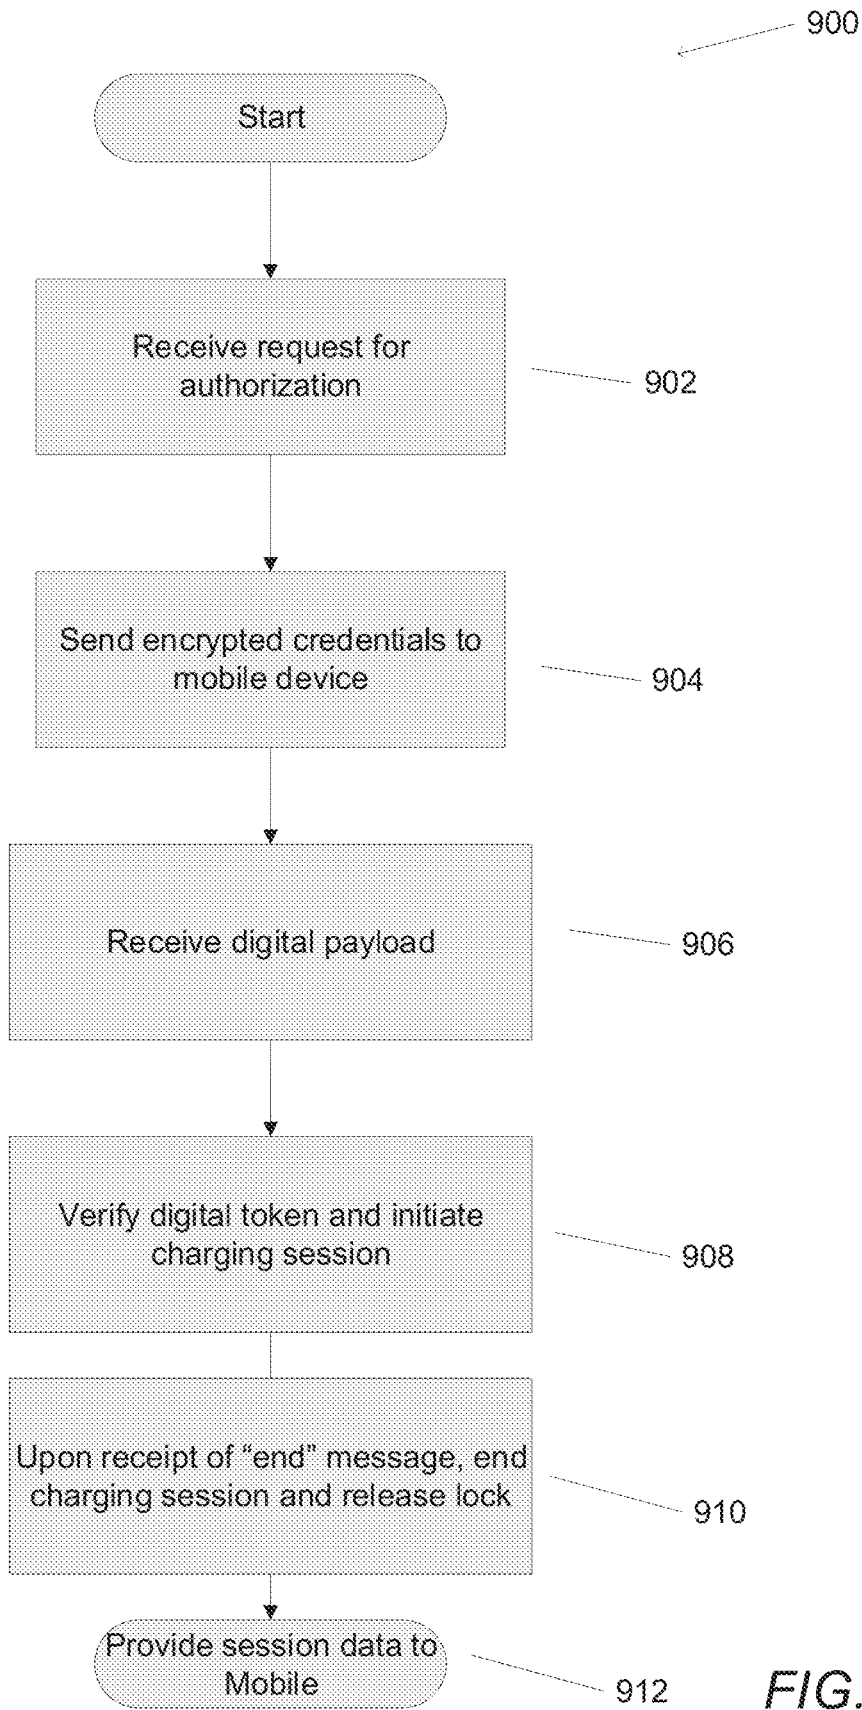 900
Start
Receive request for
authorization
902
Send encrypted credentials to
mobile device
904
Receive digital payload
906
Verify digital token and initiate
charging session
908
Upon receipt of “end” message, end
charging session and release lock
910
Provide session data to
Mobile
912
FIG.